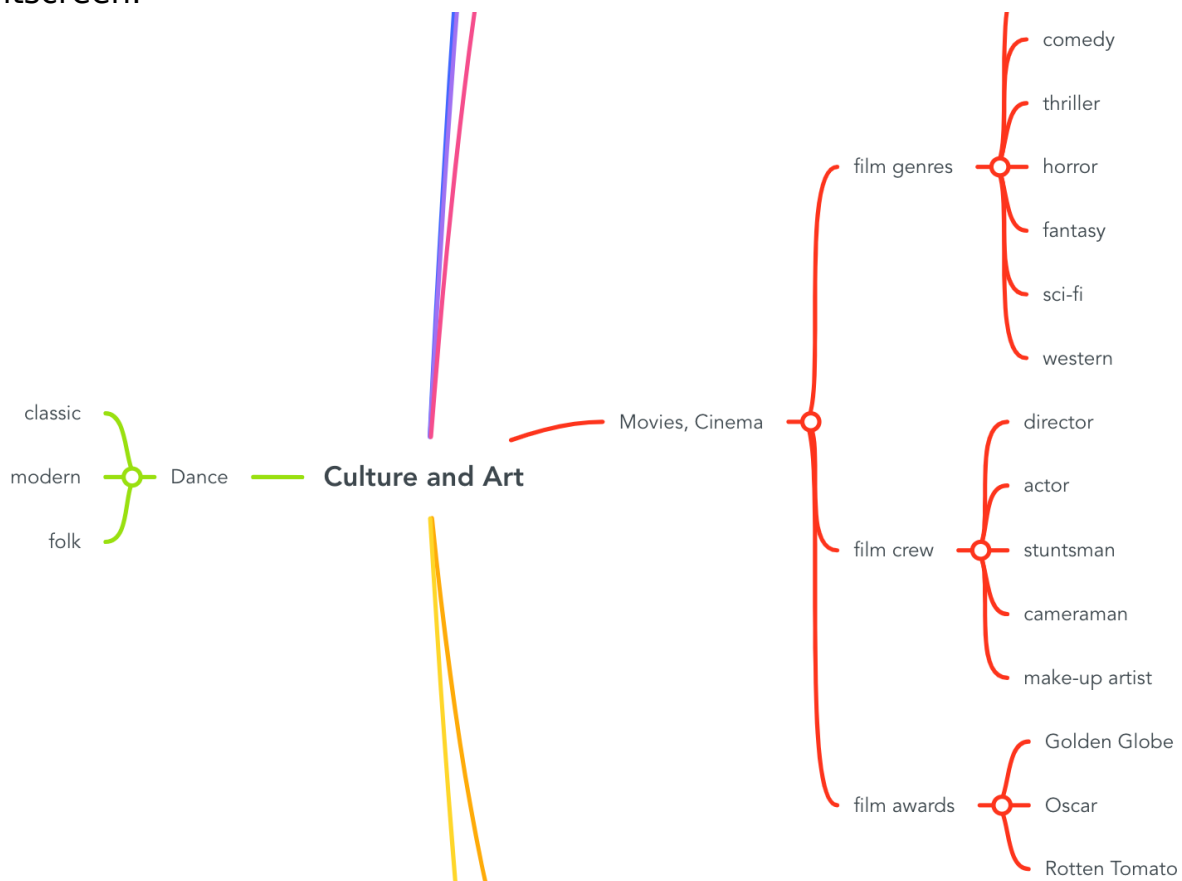 comedy
thriller
film genres
horror
fantasy
sci-fi
western
classic
modern
folk
Dance
Culture and Art
Movies, Cinema
director
actor
film crew
stuntsman
cameraman
make-up artist
Golden Globe
film awards
Oscar
Rotten Tomato